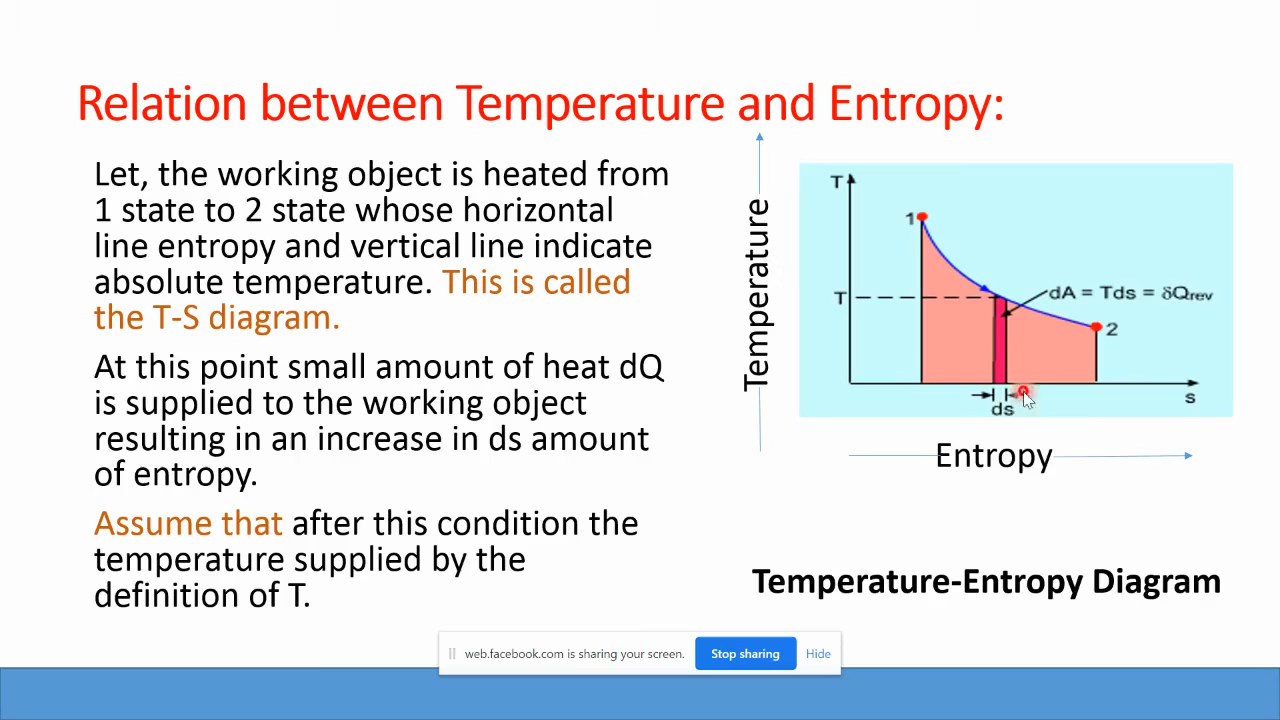 Relation between Temperature and Entropy:
Let, the working object is heated from
1 state to 2 state whose horizontal
line entropy and vertical line indicate
absolute temperature. This is called
the T-S diagram.
At this point small amount of heat dQ
is supplied to the working object
resulting in an increase in ds amount
of entropy.
Assume that after this condition the
temperature supplied by the
definition of T.
Temperature
T
1
T
dA = Tds = δQrev
2
ds
s
Entropy
Temperature-Entropy Diagram
web.facebook.com is sharing your screen.
Stop sharing
Hide